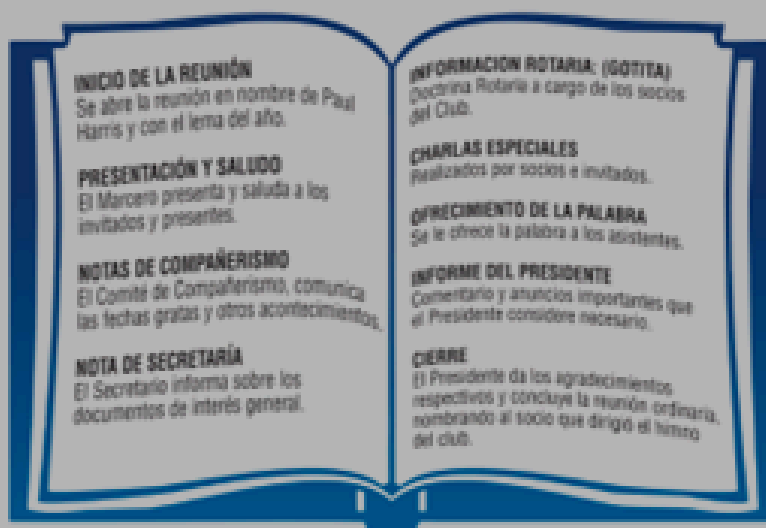 INICIO DE LA REUNIÓN
Se abre la reunión en nombre de Paul
Harris y con el lema del año.
PRESENTACIÓN Y SALUDO
El Marcero presenta y saluda a los
invitados y presentes.
NOTAS DE COMPAÑERISMO
El Comité de Compañerismo, comunica
las fechas gratas y otros acontecimientos.
NOTA DE SECRETARÍA
El Secretario informa sobre los
documentos de interés general.
INFORMACION ROTARIA: (GOTITA)
Doctrina Rotaria a cargo de los socios
del Club.
CHARLAS ESPECIALES
Realizados por socios e invitados.
OFRECIMIENTO DE LA PALABRA
Se le ofrece la palabra a los asistentes.
INFORME DEL PRESIDENTE
Comentario y anuncios importantes que
el Presidente considore necesario.
CIERRE
El Presidente da los agradecimientos
respectivos y concluye la reunión ordinaria,
nombrando al socio que dirigió el himno
del club.